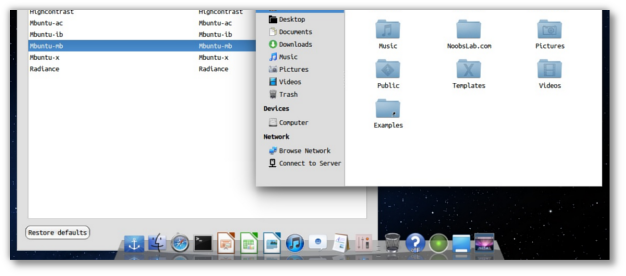 HighContrast HighContrast
Mbuntu-ac Mbuntu-ac
Mbuntu-lb Mbuntu-lb
Mbuntu-mb Mbuntu-mb
Mbuntu-x Mbuntu-x
Radiance Radiance
Restore defaults
Desktop
Documents
Downloads
Music
Pictures
Videos
Trash
Devices
Computer
Network
Browse Network
Connect to Server
Music NoobsLab.com Pictures
Public Templates Videos
Examples